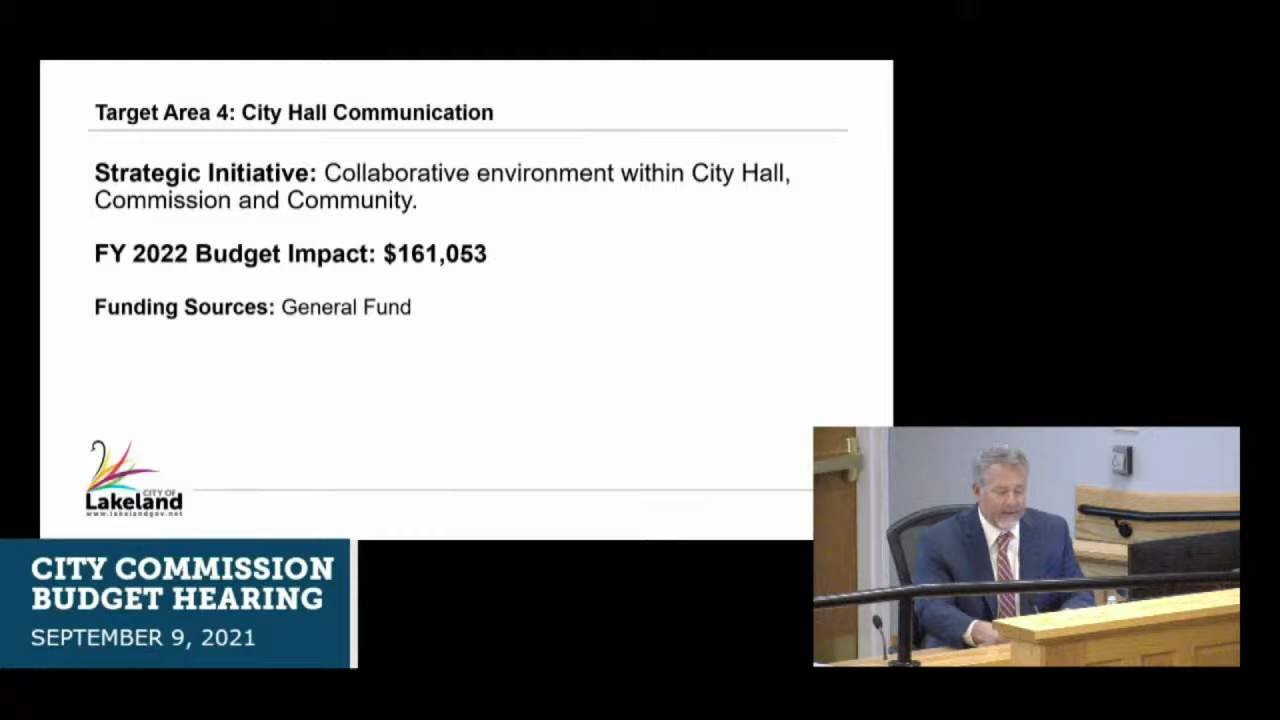 Target Area 4: City Hall Communication
Strategic Initiative: Collaborative environment within City Hall,
Commission and Community.
FY 2022 Budget Impact: $161,053
Funding Sources: General Fund
CITY OF
Lakeland
www.lakelandgov.net
CITY COMMISSION
BUDGET HEARING
SEPTEMBER 9, 2021